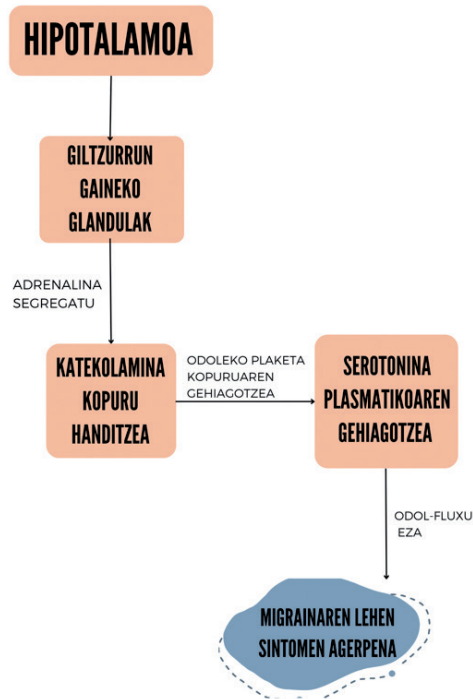 HIPOTALAMOA
GILTZURRUN
GAINEKO
GLANDULAK
ADRENALINA
SEGREGATU
KATEKOLAMINA
KOPURU
HANDITZEA
ODOLEKO PLAKETA
KOPURUAREN
GEHIAGOTZEA
SEROTONINA
PLASMATIKOAREN
GEHIAGOTZEA
ODOL-FLUXU
EZA
MIGRAINAREN LEHEN
SINTOMEN AGERPENA